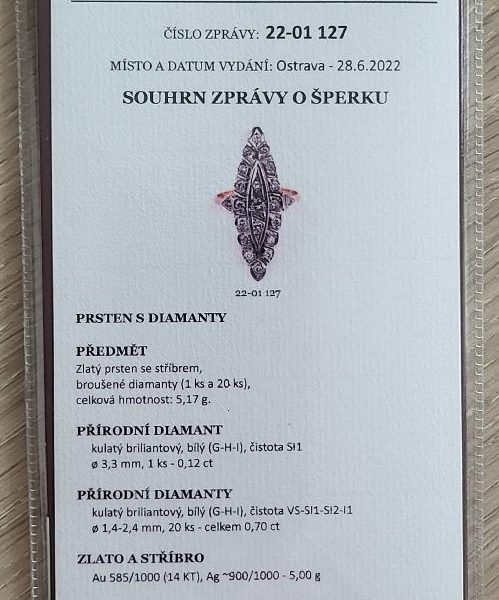 ČÍSLO ZPRÁVY: 22-01 127
MÍSTO A DATUM VYDÁNÍ: Ostrava - 28.6.2022
SOUHRN ZPRÁVY O ŠPERKU
22-01 127
PRSTEN S DIAMANTY
PŘEDMĚT
Zlatý prsten se stříbrem,
broušené diamanty (1 ks a 20 ks),
celková hmotnost: 5,17 g.
PŘÍRODNÍ DIAMANT
kulatý briliantový, bílý (G-H-I), čistota SI1
ø 3,3 mm, 1 ks - 0,12 ct
PŘÍRODNÍ DIAMANTY
kulatý briliantový, bílý (G-H-I), čistota VS-SI1-SI2-I1
ø 1,4-2,4 mm, 20 ks - celkem 0,70 ct
ZLATO A STŘÍBRO
Au 585/1000 (14 KT), Ag ~900/1000 - 5,00 g